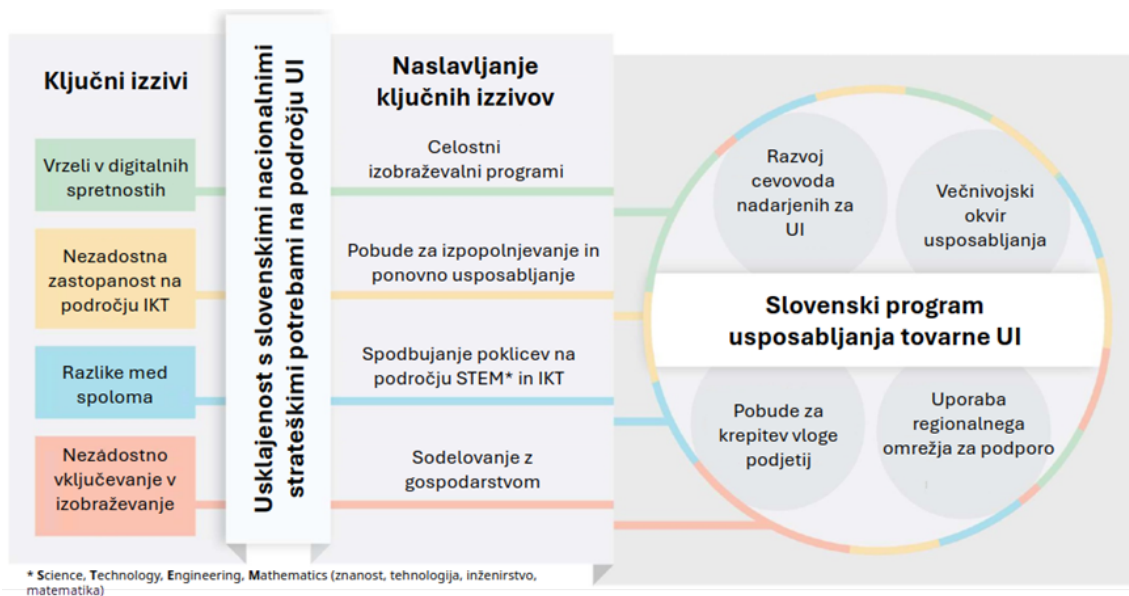 Ključni izzivi
Vrzeli v digitalnih
spretnostih
Nezadostna
zastopanost na
področju IKT
Razlike med
spoloma
Nezadostno
vključevanje v
izobraževanje
Usklajenost s slovenskimi nacionalnimi
strateškimi potrebami na področju UI
Naslavljanje
ključnih izzivov
Celostni
izobraževalni programi
Pobude za izpopolnjevanje in
ponovno usposabljanje
Spodbujanje poklicev na
področju STEM* in IKT
Sodelovanje z
gospodarstvom
Razvoj
cevovoda
nadarjenih za
UI
Večnivojski
okvir
usposabljanja
Slovenski program
usposabljanja tovarne UI
Pobude za
krepitev vloge
podjetij
Uporaba
regionalnega
omrežja za podporo
* Science, Technology, Engineering, Mathematics (znanost, tehnologija, inženirstvo,
matematika)